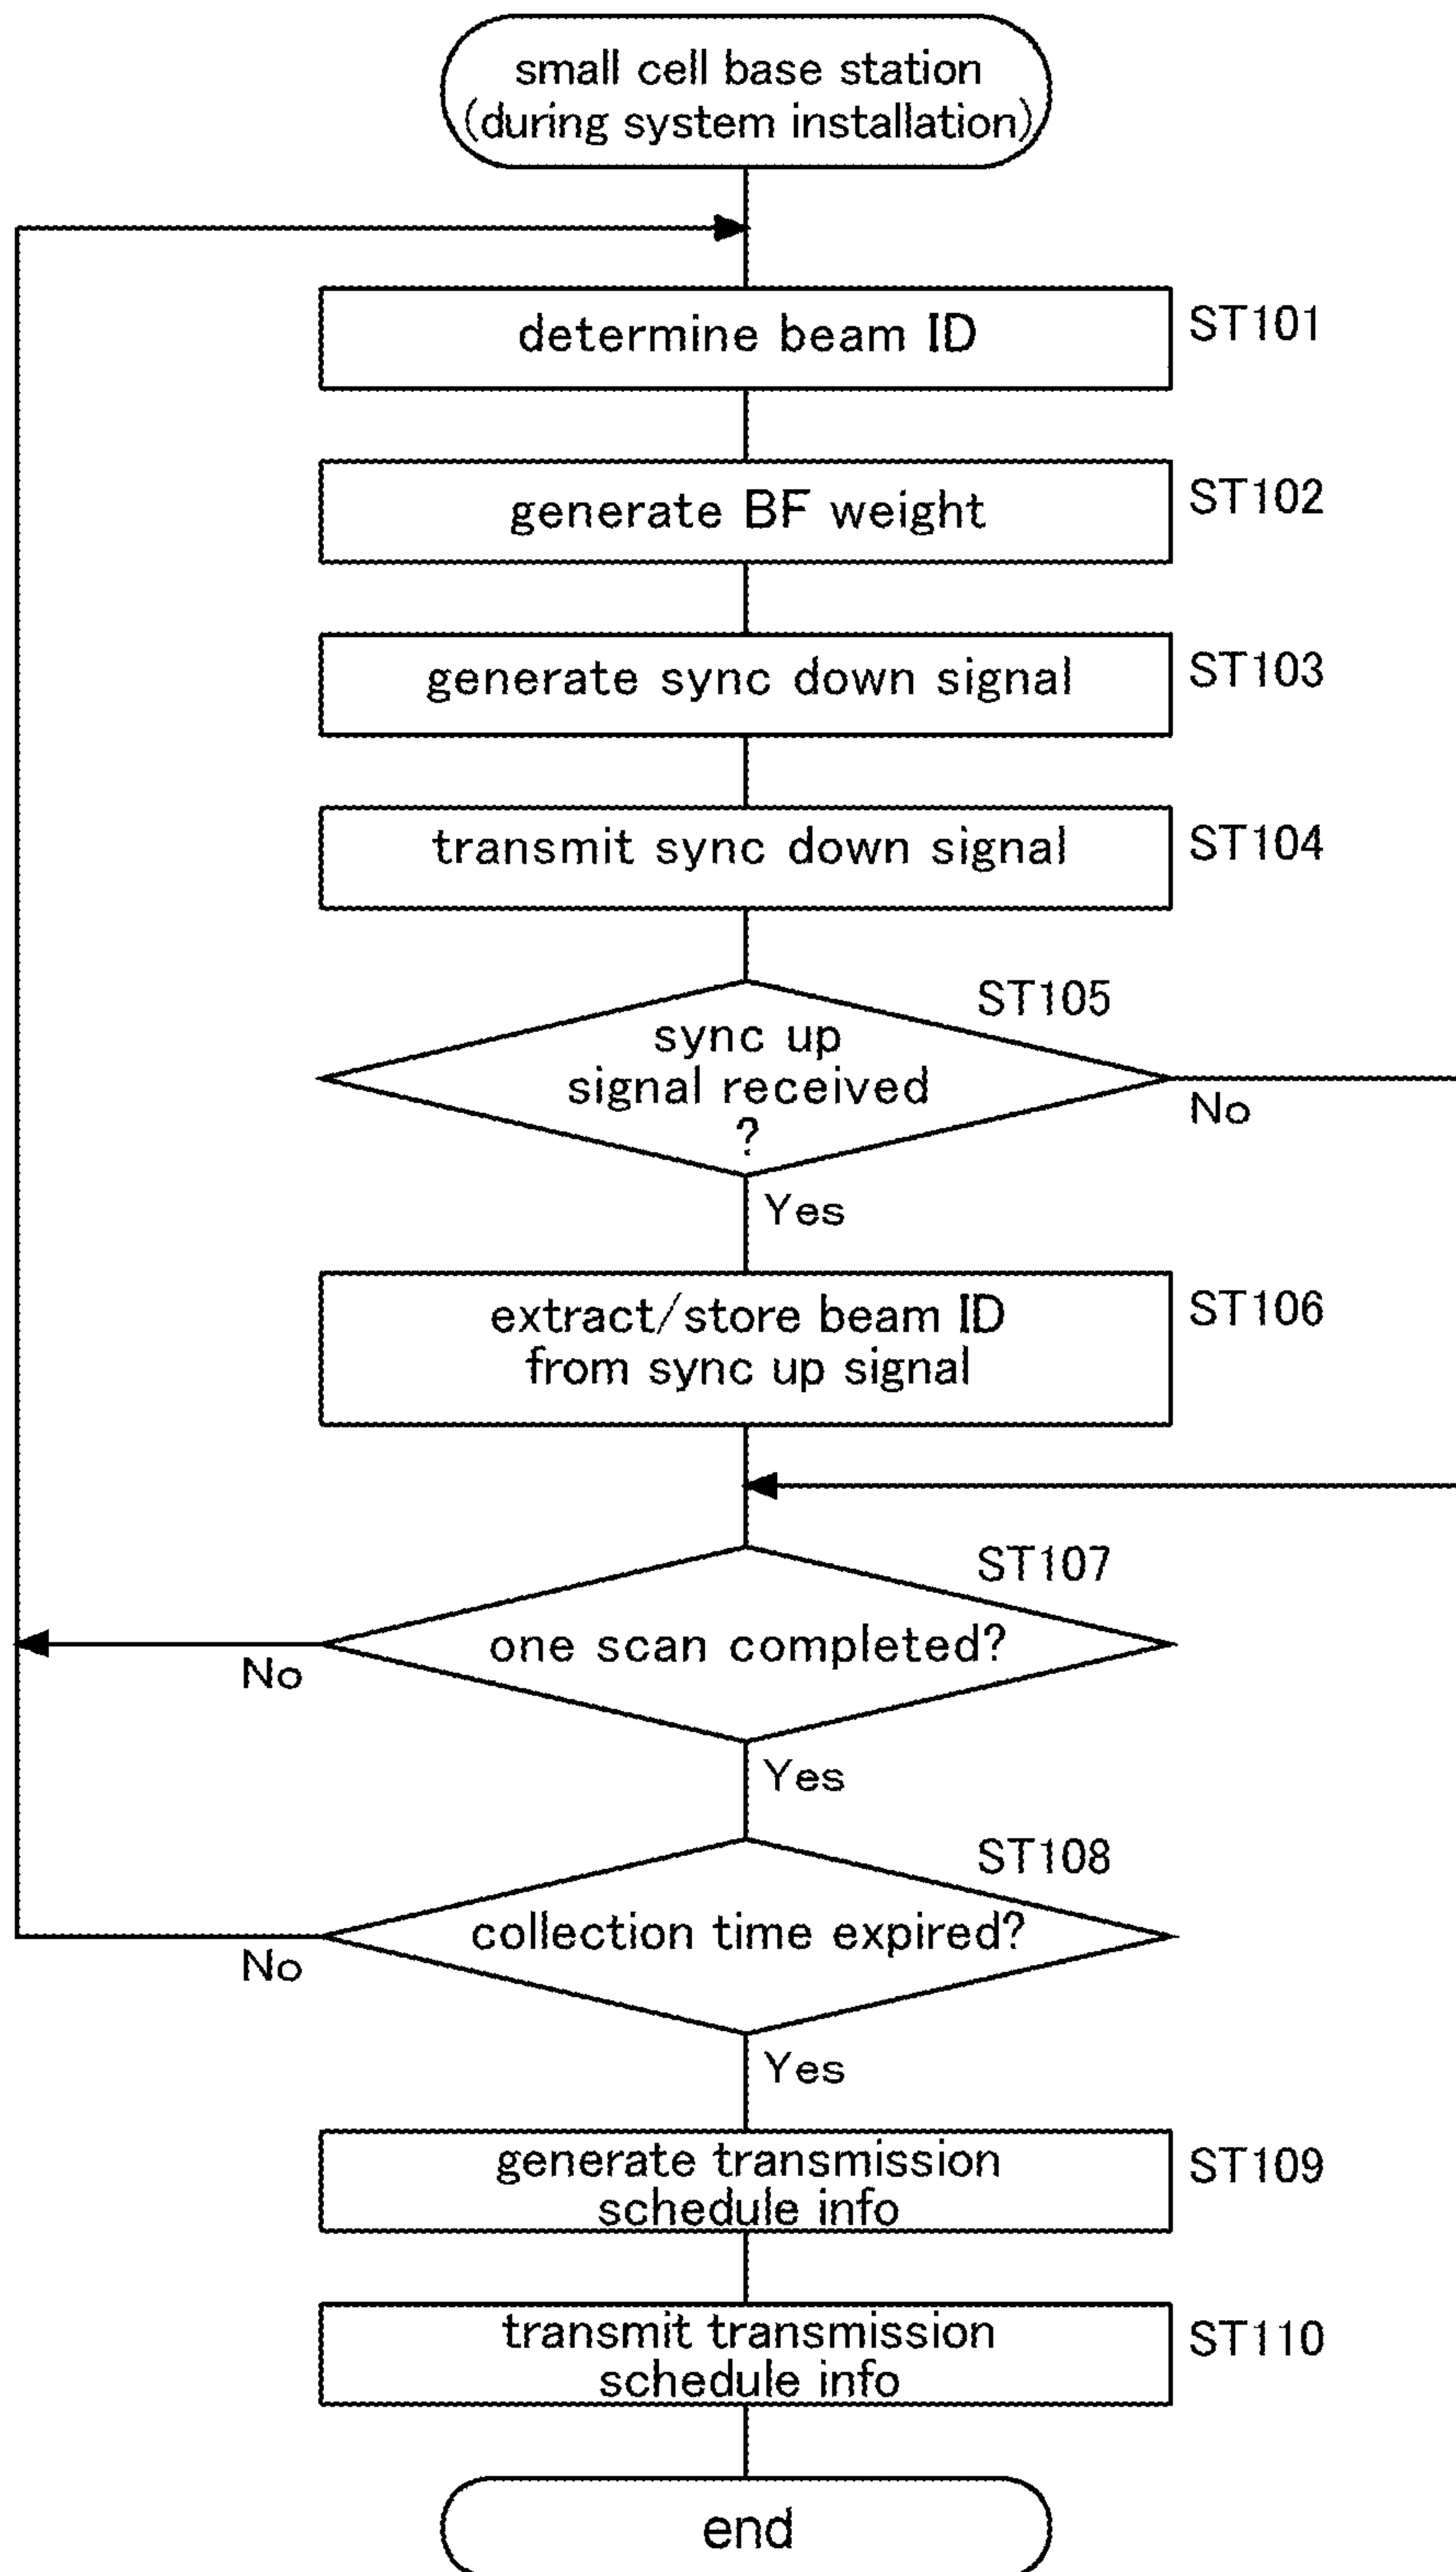 small cell base station
(during system installation)
determine beam ID
ST101
generate BF weight
ST102
generate sync down signal
ST103
transmit sync down signal
ST104
ST105
sync up
signal received
?
No
Yes
extract/store beam ID
from sync up signal
ST106
ST107
one scan completed?
No
Yes
ST108
collection time expired?
No
Yes
generate transmission
schedule info
ST109
transmit transmission
schedule info
ST110
end